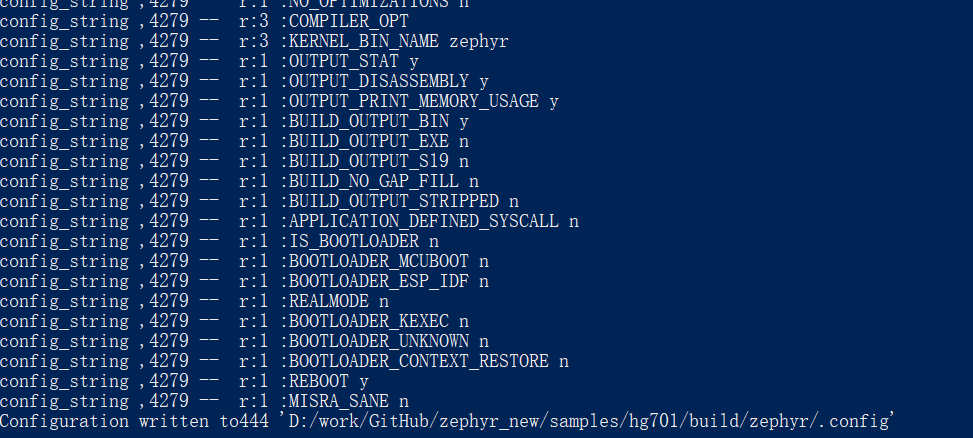 config_string ,4279 --  r:1 :NO_OPTIMIZATIONS n
config_string ,4279 --  r:3 :COMPILER_OPT
config_string ,4279 --  r:3 :KERNEL_BIN_NAME zephyr
config_string ,4279 --  r:1 :OUTPUT_STAT y
config_string ,4279 --  r:1 :OUTPUT_DISASSEMBLY y
config_string ,4279 --  r:1 :OUTPUT_PRINT_MEMORY_USAGE y
config_string ,4279 --  r:1 :BUILD_OUTPUT_BIN y
config_string ,4279 --  r:1 :BUILD_OUTPUT_EXE n
config_string ,4279 --  r:1 :BUILD_OUTPUT_S19 n
config_string ,4279 --  r:1 :BUILD_NO_GAP_FILL n
config_string ,4279 --  r:1 :BUILD_OUTPUT_STRIPPED n
config_string ,4279 --  r:1 :APPLICATION_DEFINED_SYSCALL n
config_string ,4279 --  r:1 :IS_BOOTLOADER n
config_string ,4279 --  r:1 :BOOTLOADER_MCUBOOT n
config_string ,4279 --  r:1 :BOOTLOADER_ESP_IDF n
config_string ,4279 --  r:1 :REALMODE n
config_string ,4279 --  r:1 :BOOTLOADER_KEXEC n
config_string ,4279 --  r:1 :BOOTLOADER_UNKNOWN n
config_string ,4279 --  r:1 :BOOTLOADER_CONTEXT_RESTORE n
config_string ,4279 --  r:1 :REBOOT y
config_string ,4279 --  r:1 :MISRA_SANE n
Configuration written to444 'D:/work/GitHub/zephyr_new/samples/hg701/build/zephyr/.config'